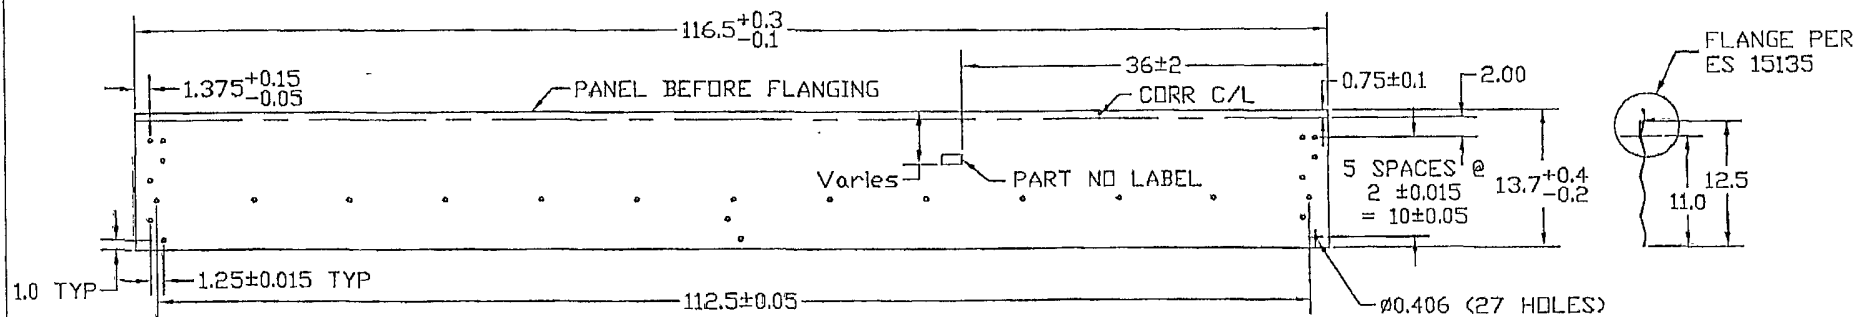 116.5+0.3
-0.1
FLANGE PER
ES 15135
36±2
1.375+0.15
-0.05
PANEL BEFORE FLANGING
CORR C/L
0.75±0.1
2.00
Varies
PART NO LABEL
5 SPACES @
2 ±0.015
= 10±0.05
13.7+0.4
-0.2
11.0
12.5
1.0 TYP
1.25±0.015 TYP
112.5±0.05
ø0.406 (27 HOLES)